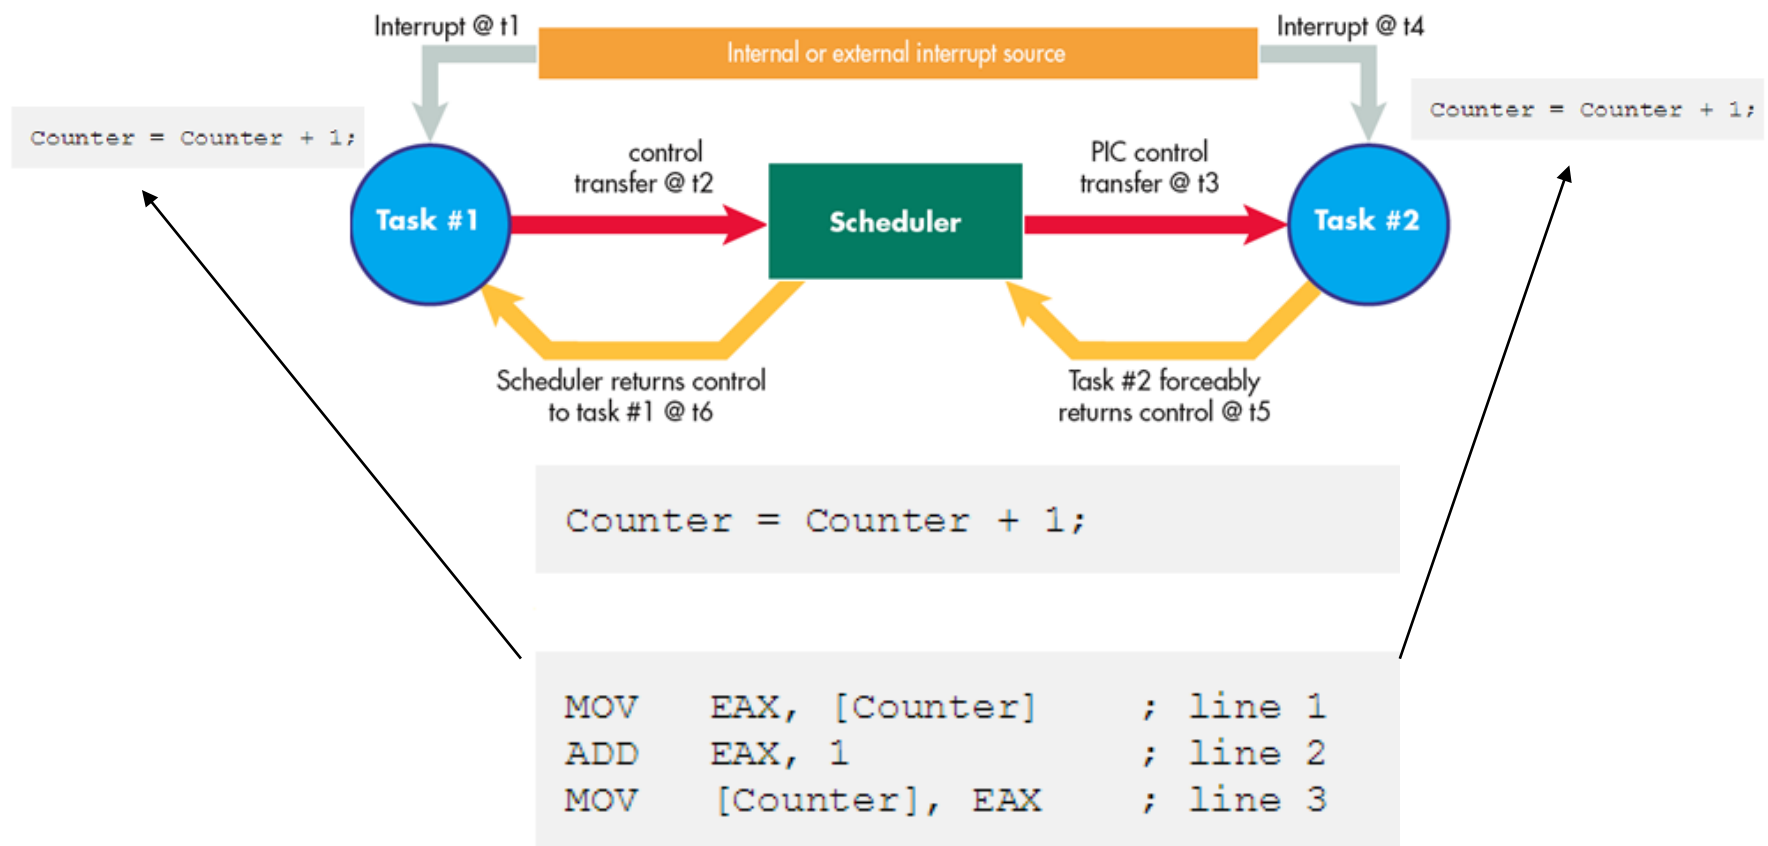 Interrupt @ t1
Internal or external interrupt source
Interrupt @ t4
Counter = Counter + 1;
Counter = Counter + 1;
control
transfer @ t2
PIC control
transfer @ t3
Task #1
Scheduler
Task #2
Scheduler returns control
to task #1 @ t6
Task #2 forceably
returns control @ t5
Counter = Counter + 1;
MOV EAX, [Counter] ; line 1
ADD EAX, 1 ; line 2
MOV [Counter], EAX ; line 3